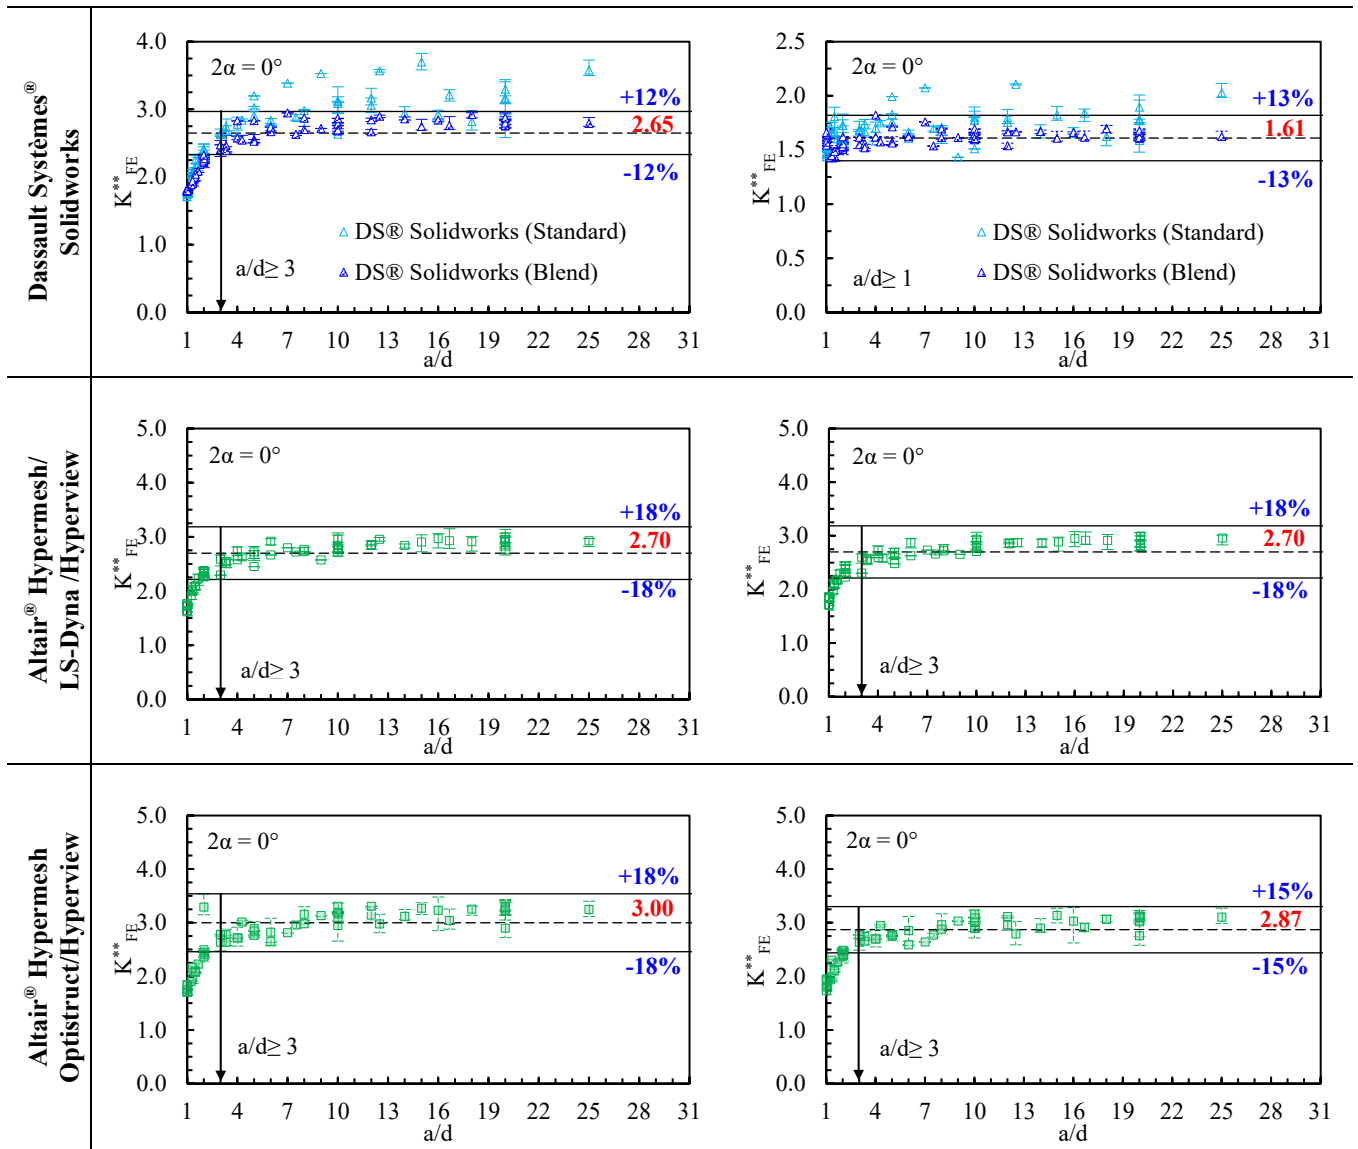 Dassault Systèmes®
Solidworks
4.0
3.0
2.0
1.0
0.0
K**FE
2α = 0°
+12%
2.65
-12%
DS® Solidworks (Standard)
DS® Solidworks (Blend)
a/d≥ 3
1 4 7 10 13 16 19 22 25 28 31
a/d
2.5
2.0
1.5
1.0
0.5
0.0
K**FE
2α = 0°
+13%
1.61
-13%
DS® Solidworks (Standard)
DS® Solidworks (Blend)
a/d≥ 1
1 4 7 10 13 16 19 22 25 28 31
a/d
Altair® Hypermesh/
LS-Dyna /Hyperview
5.0
4.0
3.0
2.0
1.0
0.0
K**FE
2α = 0°
+18%
2.70
-18%
a/d≥ 3
1 4 7 10 13 16 19 22 25 28 31
a/d
5.0
4.0
3.0
2.0
1.0
0.0
K**FE
2α = 0°
+18%
2.70
-18%
a/d≥ 3
1 4 7 10 13 16 19 22 25 28 31
a/d
Altair® Hypermesh
Optistruct/Hyperview
5.0
4.0
3.0
2.0
1.0
0.0
K**FE
2α = 0°
+18%
3.00
-18%
a/d≥ 3
1 4 7 10 13 16 19 22 25 28 31
a/d
5.0
4.0
3.0
2.0
1.0
0.0
K**FE
2α = 0°
+15%
2.87
-15%
a/d≥ 3
1 4 7 10 13 16 19 22 25 28 31
a/d